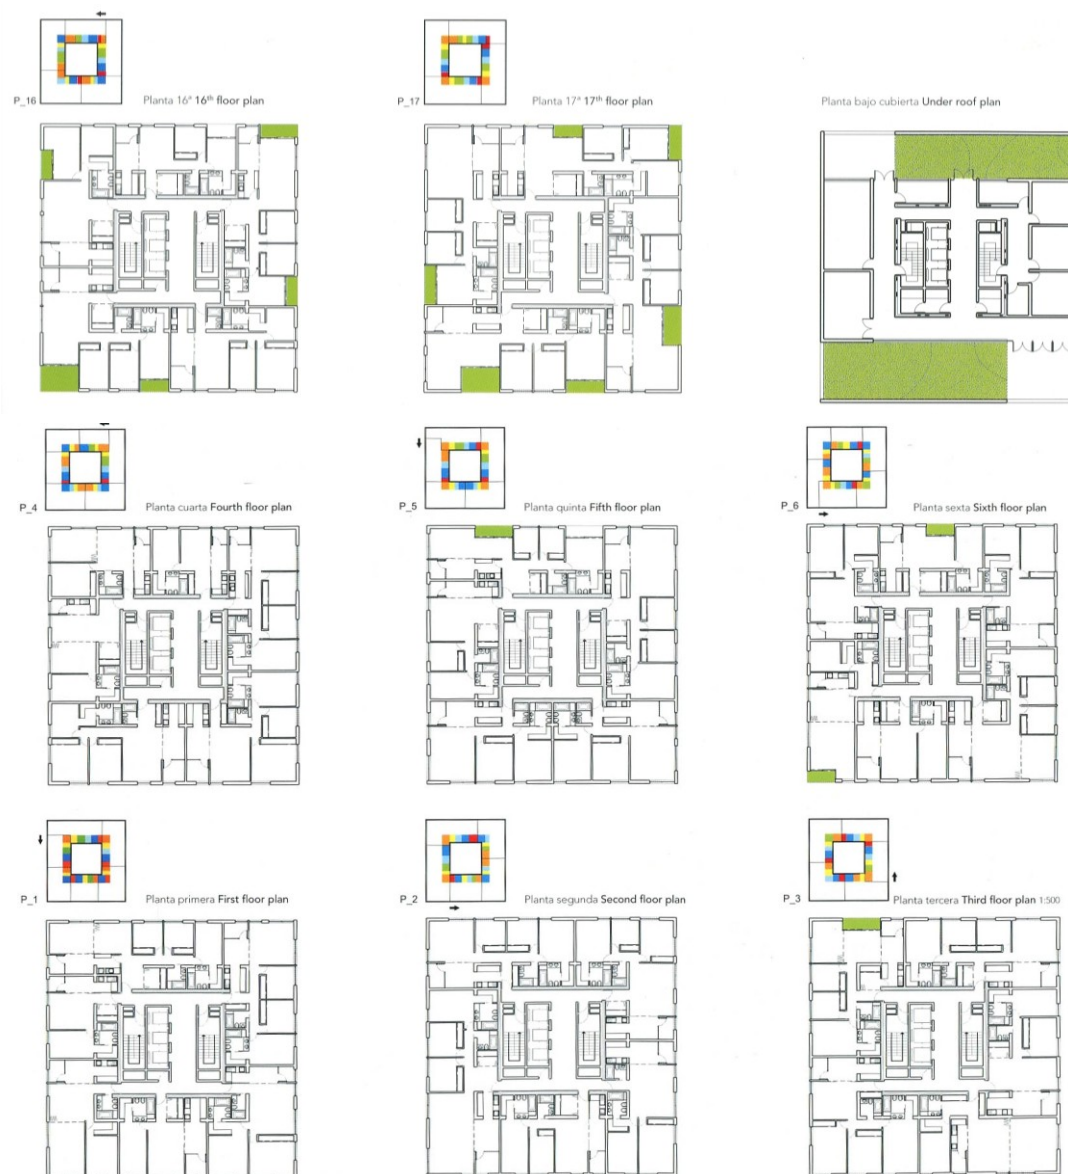 P_16
Planta 16ª 16th floor plan
P_17
Planta 17ª 17th floor plan
Planta bajo cubierta Under roof plan
P_4
Planta cuarta Fourth floor plan
P_5
Planta quinta Fifth floor plan
P_6
Planta sexta Sixth floor plan
P_1
Planta primera First floor plan
P_2
Planta segunda Second floor plan
P_3
Planta tercera Third floor plan 1:500